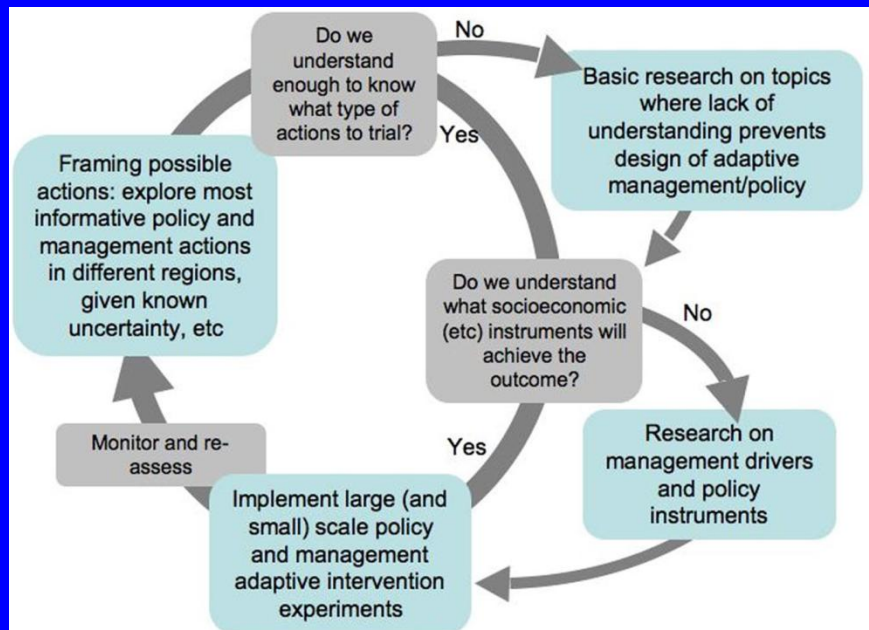 Do we
understand
enough to know
what type of
actions to trial?
No
Yes
Basic research on topics
where lack of
understanding prevents
design of adaptive
management/policy
Framing possible
actions: explore most
informative policy and
management actions
in different regions,
given known
uncertainty, etc
Do we understand
what socioeconomic
(etc) instruments will
achieve the
outcome?
No
Yes
Research on
management drivers
and policy
instruments
Implement large (and
small) scale policy
and management
adaptive intervention
experiments
Monitor and re-
assess